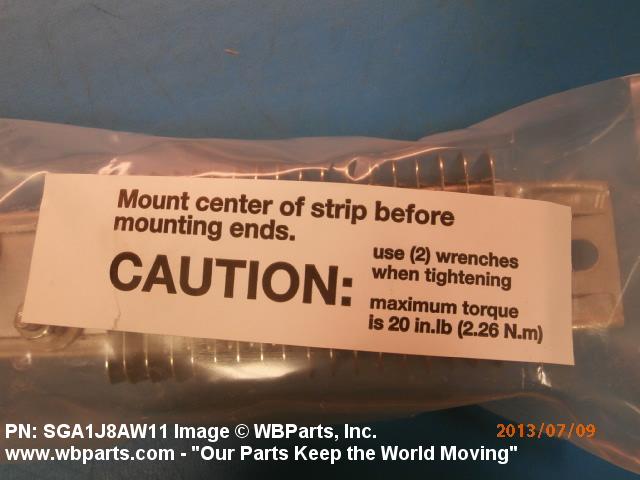 Mount center of strip before
mounting ends.
CAUTION:
use (2) wrenches
when tightening
maximum torque
is 20 in.lb (2.26 N.m)
PN: SGA1J8AW11 Image © WBParts, Inc.
2013/07/09
www.wbparts.com - "Our Parts Keep the World Moving"